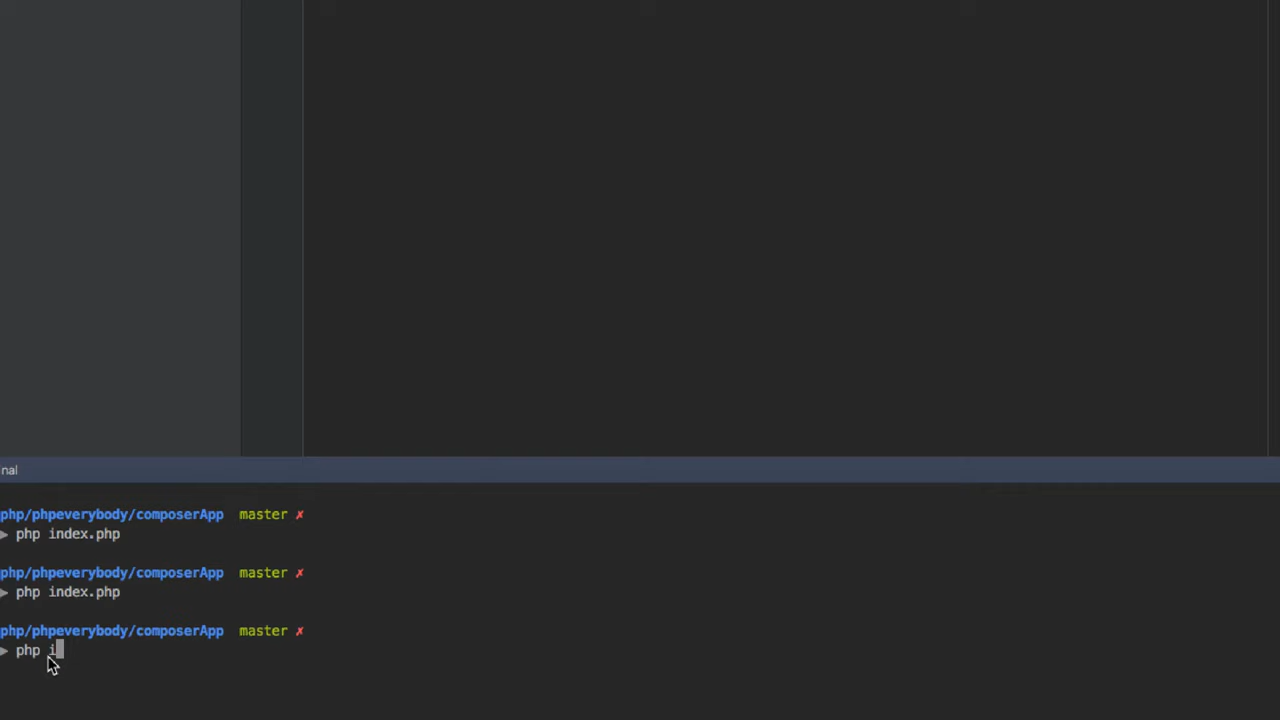 nal
php/phpeverybody/composerApp master ✗
▶ php index.php
php/phpeverybody/composerApp master ✗
▶ php index.php
php/phpeverybody/composerApp master ✗
▶ php i